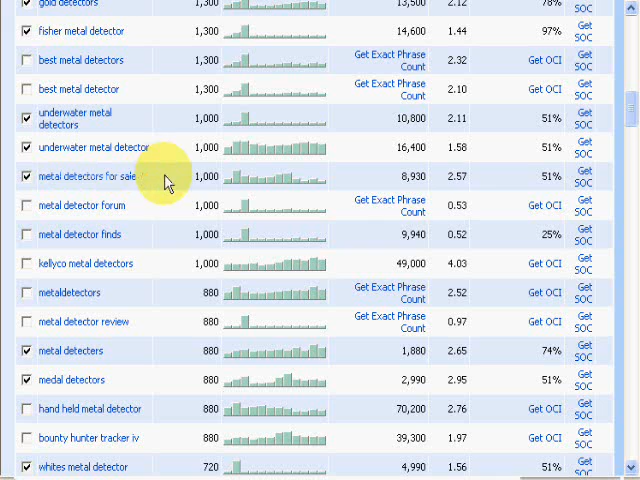 gold detectors 1,300 13,500 2.12 78% SOC
fisher metal detector 1,300 14,600 1.44 97% Get SOC
best metal detectors 1,300 Get Exact Phrase Count 2.32 Get OCI Get SOC
best metal detector 1,300 Get Exact Phrase Count 2.10 Get OCI Get SOC
underwater metal detectors 1,000 10,800 2.11 51% Get SOC
underwater metal detector 1,000 16,400 1.58 51% Get SOC
metal detectors for sale 1,000 8,930 2.57 51% Get SOC
metal detector forum 1,000 Get Exact Phrase Count 0.53 Get OCI Get SOC
metal detector finds 1,000 9,940 0.52 25% Get SOC
kellyco metal detectors 1,000 49,000 4.03 Get OCI Get SOC
metaldetectors 880 Get Exact Phrase Count 2.52 Get OCI Get SOC
metal detector review 880 Get Exact Phrase Count 0.97 Get OCI Get SOC
metal detecters 880 1,880 2.65 74% Get SOC
medal detectors 880 2,990 2.95 51% Get SOC
hand held metal detector 880 70,200 2.76 Get OCI Get SOC
bounty hunter tracker iv 880 39,300 1.97 Get OCI Get SOC
whites metal detector 720 4,990 1.56 51% Get SOC